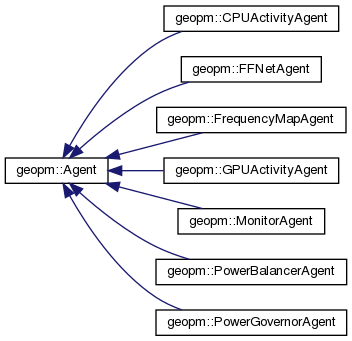 geopm::CPUActivityAgent
geopm::FFNetAgent
geopm::FrequencyMapAgent
geopm::Agent
geopm::GPUActivityAgent
geopm::MonitorAgent
geopm::PowerBalancerAgent
geopm::PowerGovernorAgent